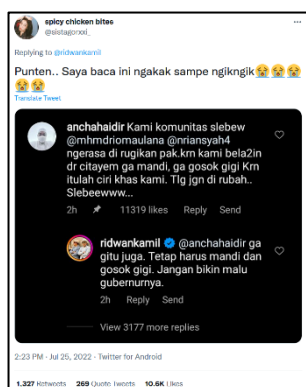 spicy chicken bites
@sistagorxxi_
Replying to @ridwankamil
Punten.. Saya baca ini ngakak sampe ngikngik😭😭😭
😭😭
Translate Tweet
anchahaidir Kami komunitas slebew
@mhmdriomaulana @nriansyah4
ngerasa di rugikan pak.krn kami bela2in
dr citayem ga mandi, ga gosok gigi Krn
itulah ciri khas kami. Tlg jgn di rubah..
Slebeewww...
2h 11319 likes Reply Send
ridwankamil @anchahaidir ga
gitu juga. Tetap harus mandi dan
gosok gigi. Jangan bikin malu
gubernurnya.
2h Reply Send
View 3177 more replies
2:23 PM · Jul 25, 2022 · Twitter for Android
1,327 Retweets 269 Quote Tweets 10.6K Likes